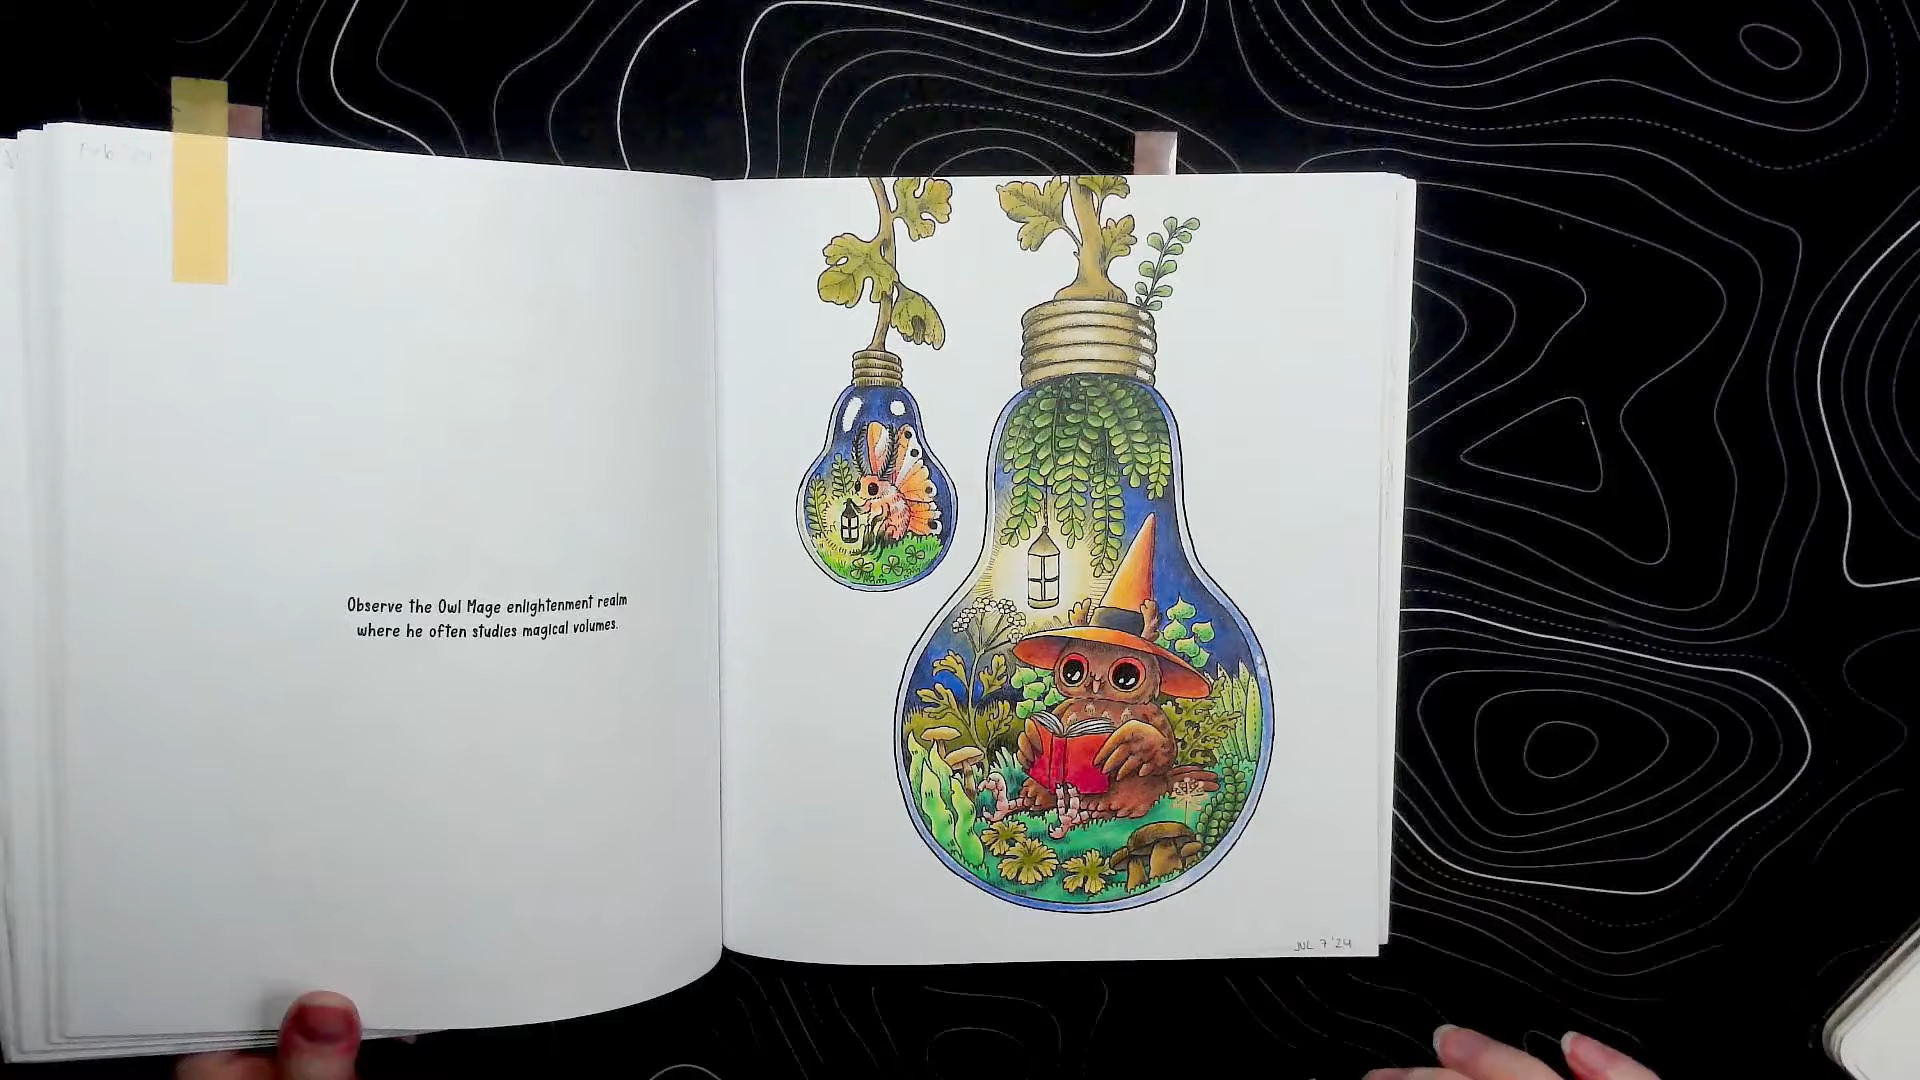 Observe the Owl Mage enlightenment realm
where he often studies magical volumes.
JUL 7 '24